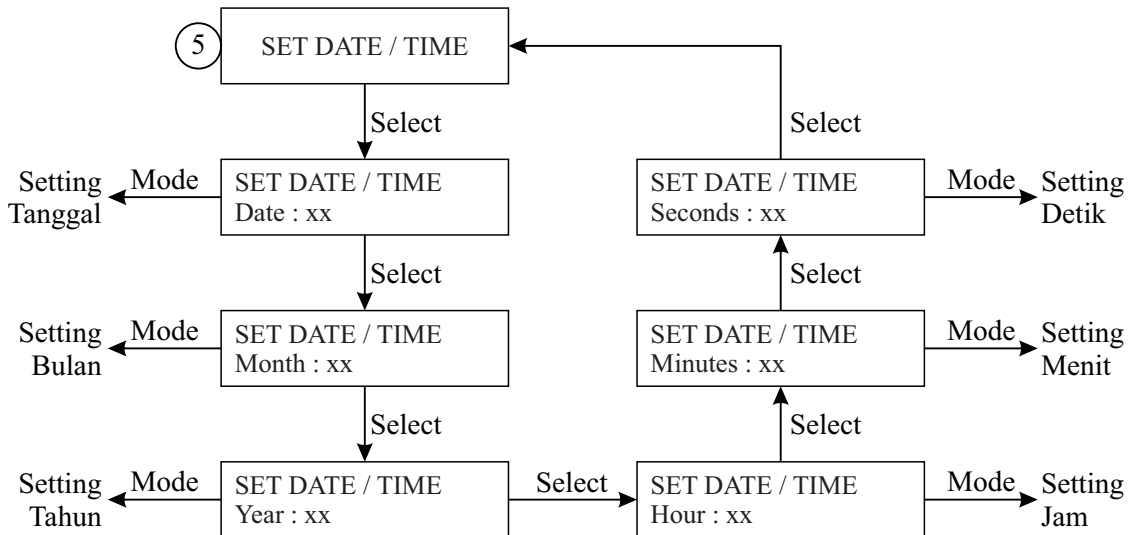 5
SET DATE / TIME
Select
Select
Setting
Tanggal
Mode
SET DATE / TIME
Date : xx
SET DATE / TIME
Seconds : xx
Mode
Setting
Detik
Select
Select
Setting
Bulan
Mode
SET DATE / TIME
Month : xx
SET DATE / TIME
Minutes : xx
Mode
Setting
Menit
Select
Select
Setting
Tahun
Mode
SET DATE / TIME
Year : xx
Select
SET DATE / TIME
Hour : xx
Mode
Setting
Jam